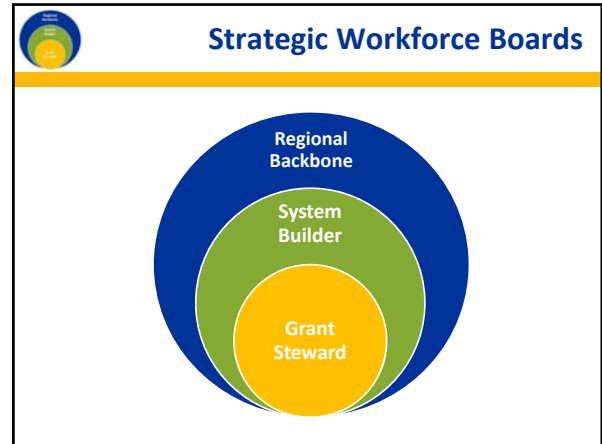 Strategic Workforce Boards
Regional
Backbone
System
Builder
Grant
Steward